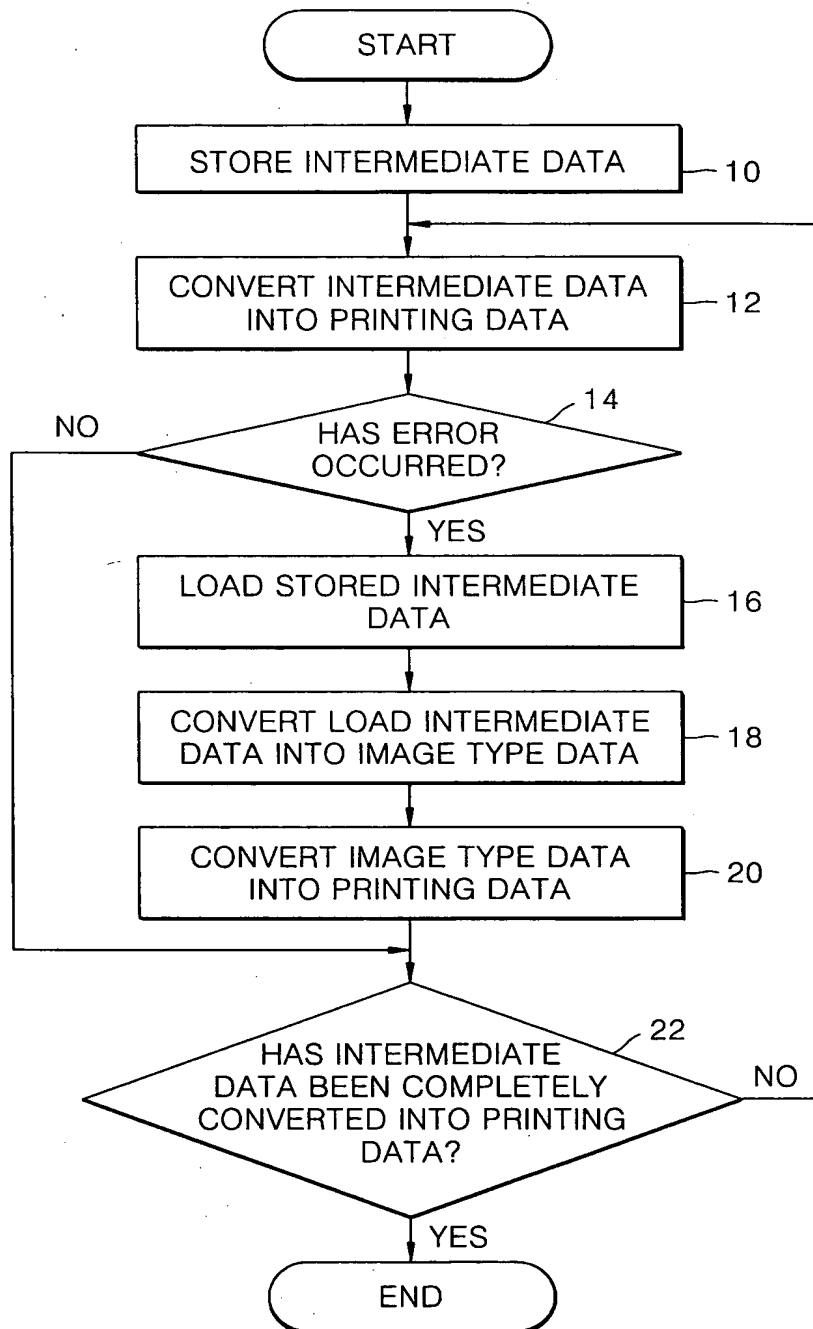 START
STORE INTERMEDIATE DATA
10
CONVERT INTERMEDIATE DATA
INTO PRINTING DATA
12
14
NO
HAS ERROR
OCCURRED?
YES
LOAD STORED INTERMEDIATE
DATA
16
CONVERT LOAD INTERMEDIATE
DATA INTO IMAGE TYPE DATA
18
CONVERT IMAGE TYPE DATA
INTO PRINTING DATA
20
22
HAS INTERMEDIATE
DATA BEEN COMPLETELY
CONVERTED INTO PRINTING
DATA?
NO
YES
END